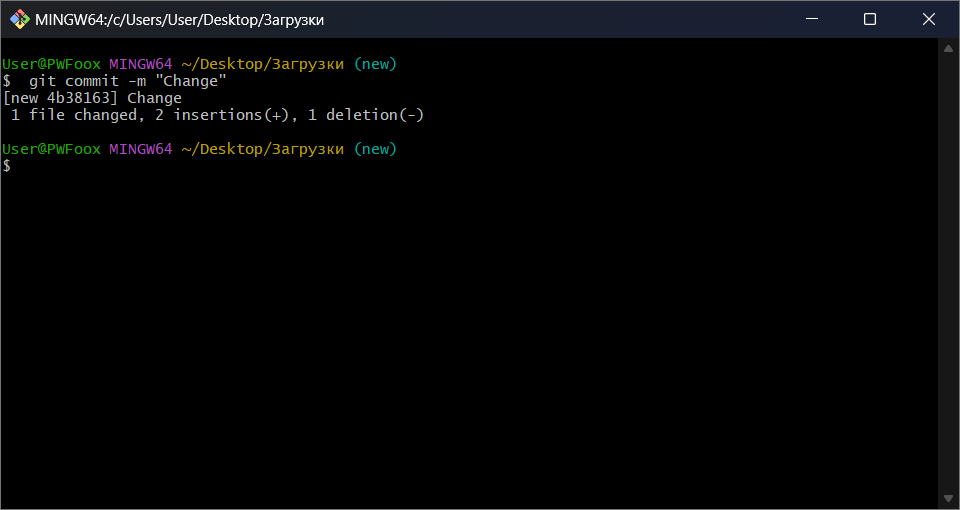 MINGW64:/c/Users/User/Desktop/Загрузки
User@PWFoox MINGW64 ~/Desktop/Загрузки (new)
$  git commit -m "Change"
[new 4b38163] Change
 1 file changed, 2 insertions(+), 1 deletion(-)
User@PWFoox MINGW64 ~/Desktop/Загрузки (new)
$